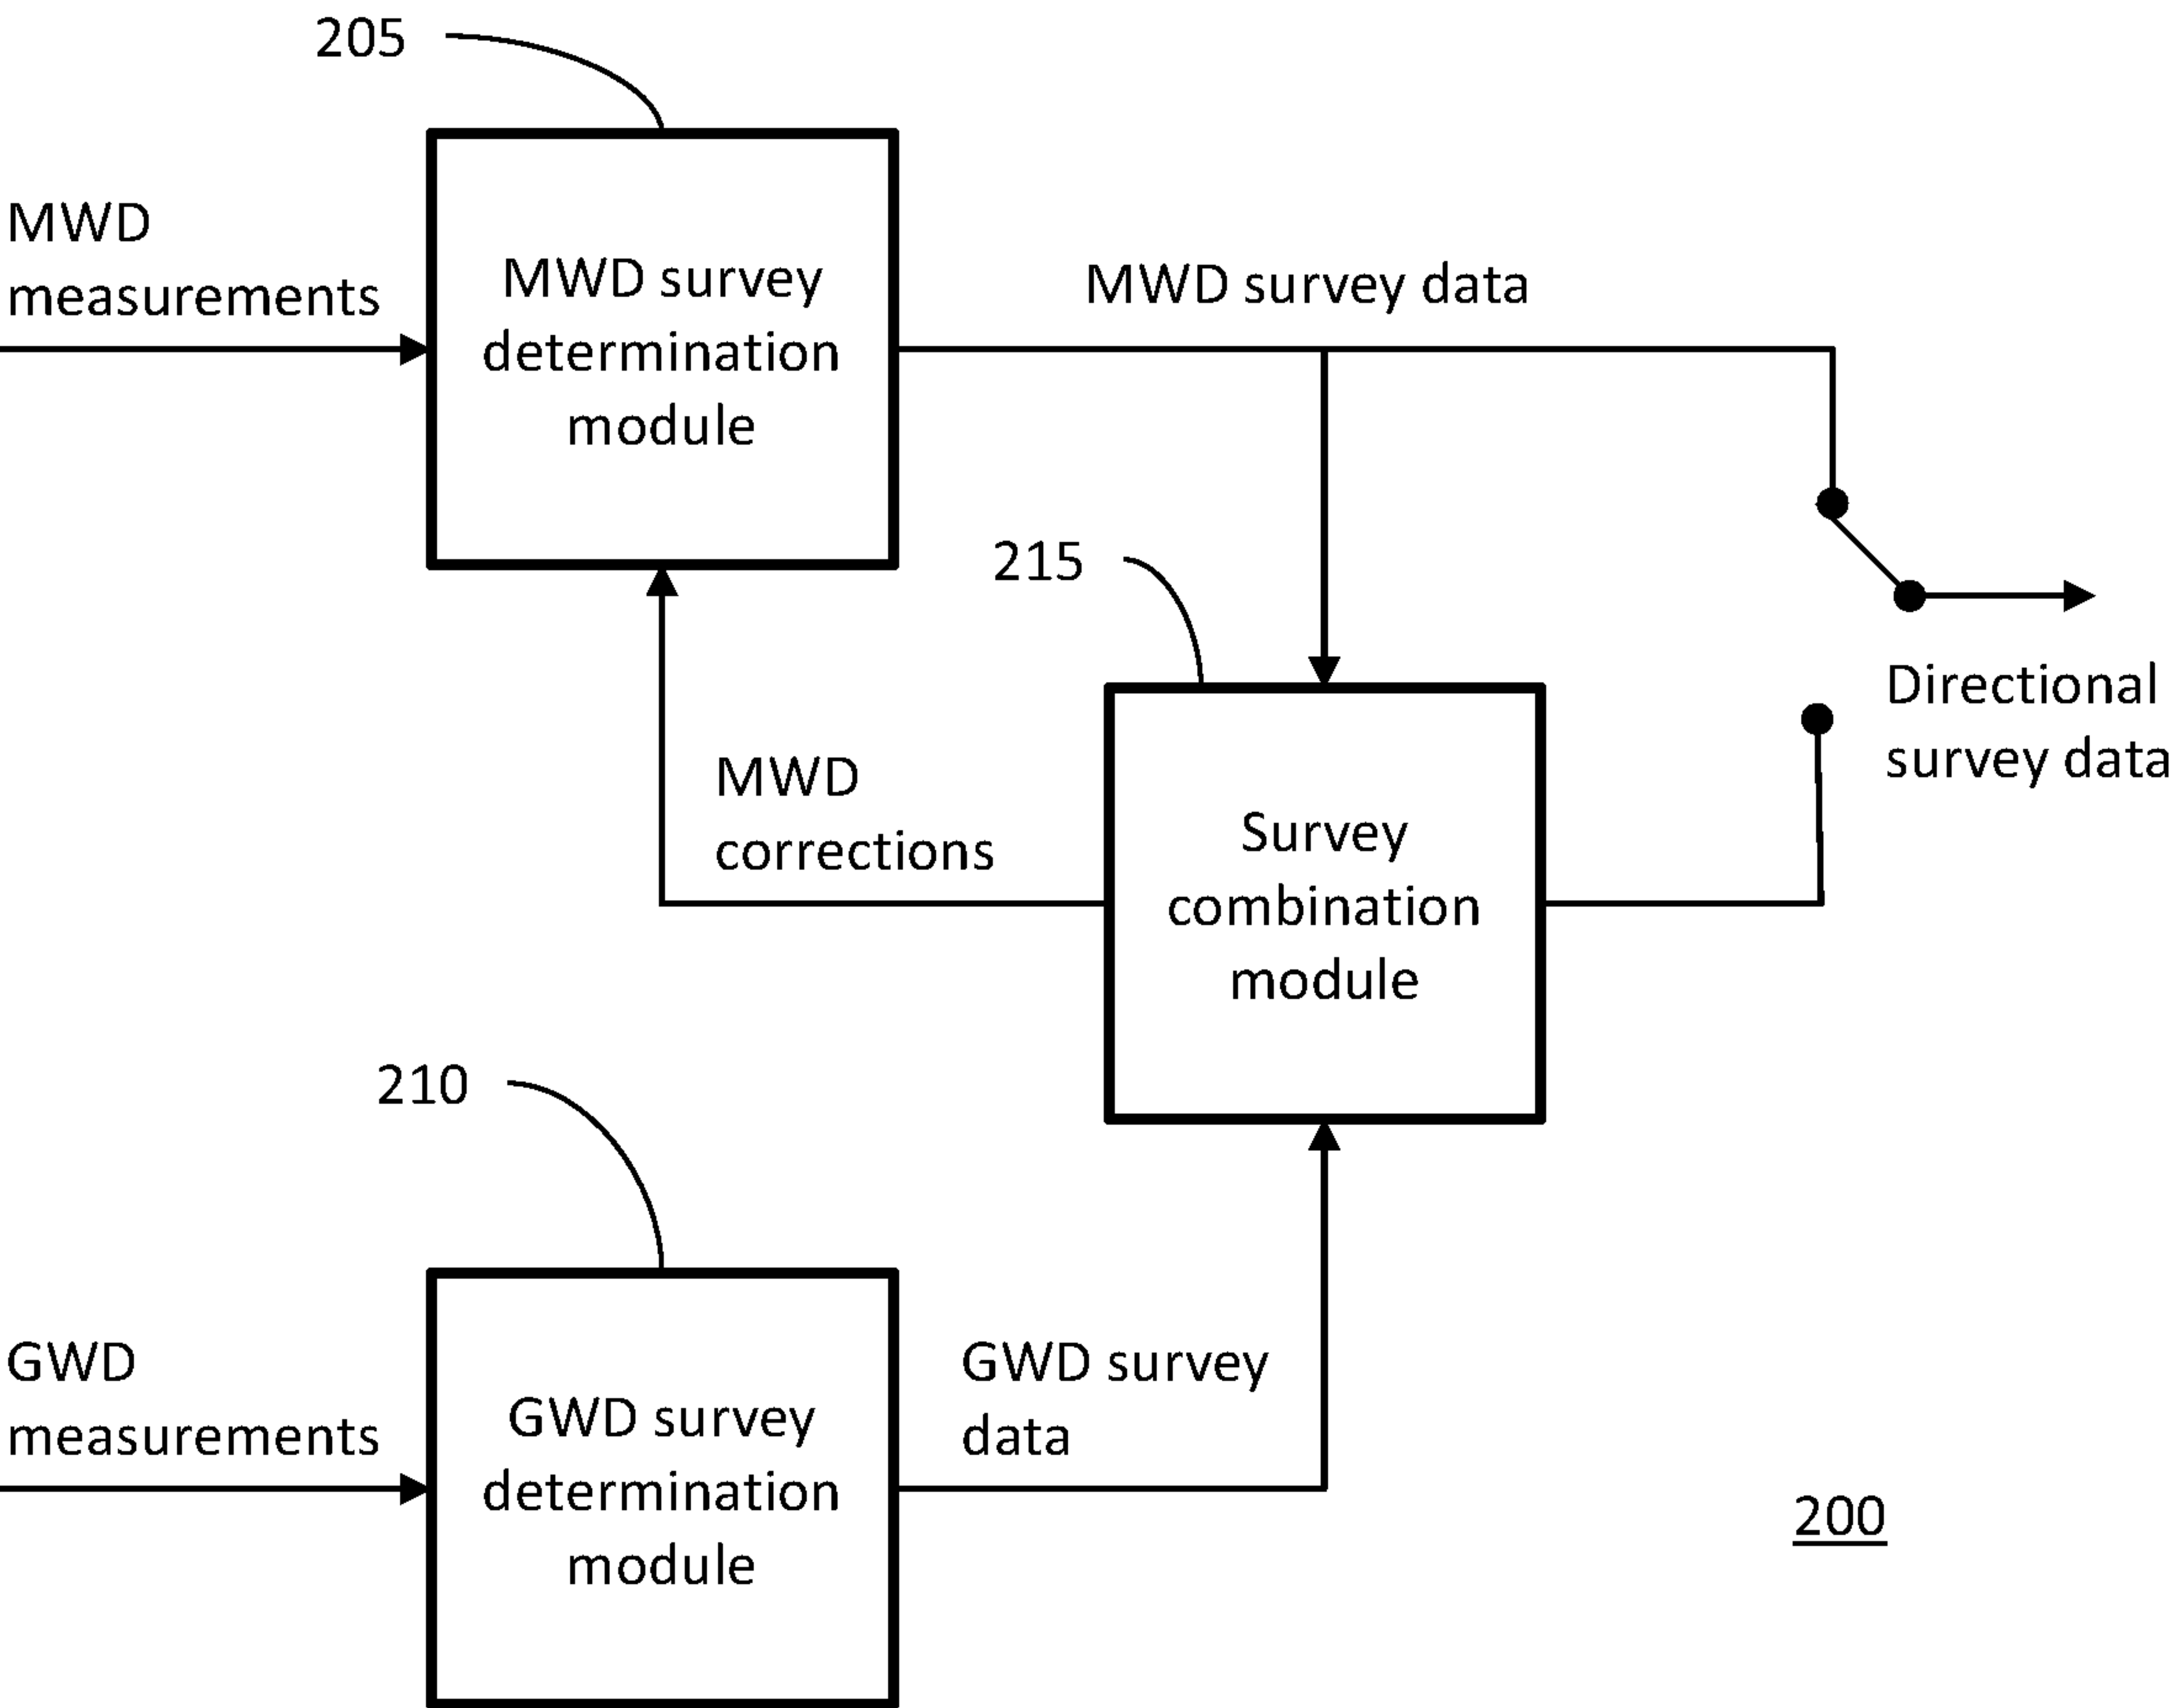 205
MWD
measurements
MWD survey
determination
module
MWD survey data
215
Directional
survey data
MWD
corrections
Survey
combination
module
210
GWD
measurements
GWD survey
determination
module
GWD survey
data
200